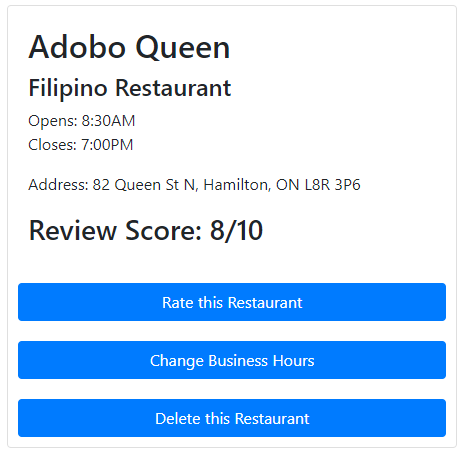 Adobo Queen
Filipino Restaurant
Opens: 8:30AM
Closes: 7:00PM
Address: 82 Queen St N, Hamilton, ON L8R 3P6
Review Score: 8/10
Rate this Restaurant
Change Business Hours
Delete this Restaurant